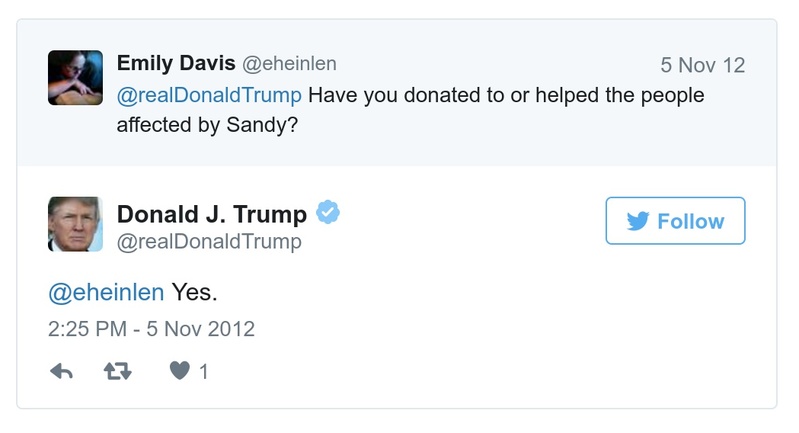 Emily Davis @eheinlen 5 Nov 12
@realDonaldTrump Have you donated to or helped the people
affected by Sandy?
Donald J. Trump
@realDonaldTrump
Follow
@eheinlen Yes.
2:25 PM - 5 Nov 2012
1